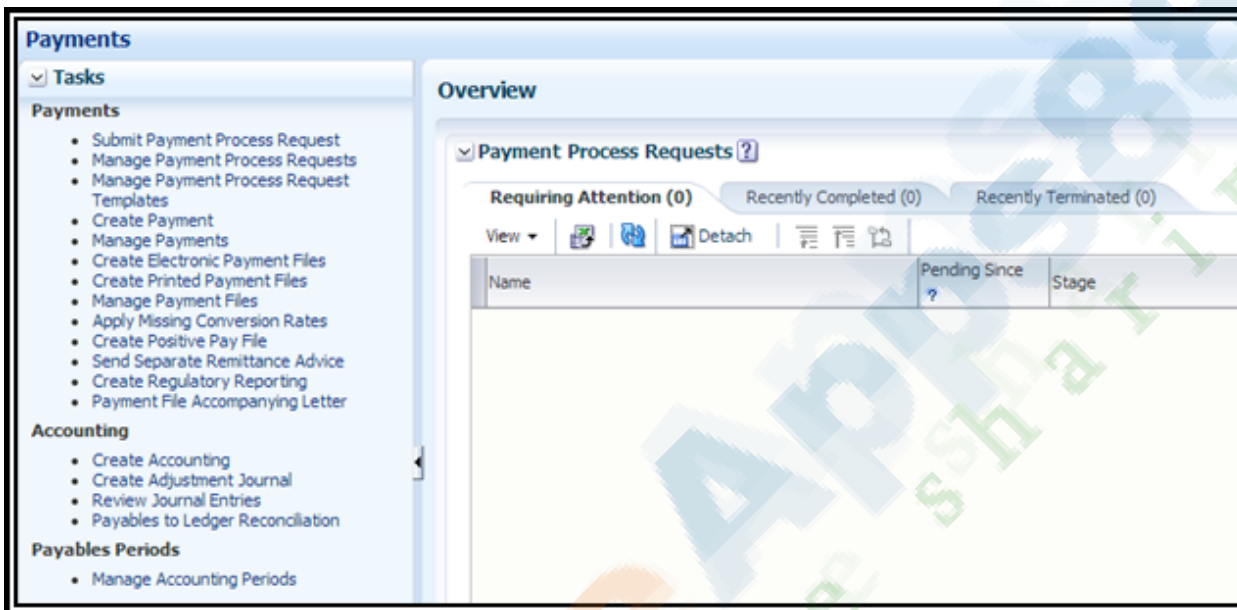 Payments
Tasks
Payments
Submit Payment Process Request
Manage Payment Process Requests
Manage Payment Process Request
Templates
Create Payment
Manage Payments
Create Electronic Payment Files
Create Printed Payment Files
Manage Payment Files
Apply Missing Conversion Rates
Create Positive Pay File
Send Separate Remittance Advice
Create Regulatory Reporting
Payment File Accompanying Letter
Accounting
Create Accounting
Create Adjustment Journal
Review Journal Entries
Payables to Ledger Reconciliation
Payables Periods
Manage Accounting Periods
Overview
Payment Process Requests ?
Requiring Attention (0) Recently Completed (0) Recently Terminated (0)
View Detach
Name Pending Since ? Stage